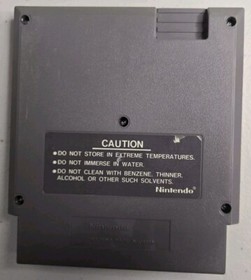 CAUTION
•DO NOT STORE IN EXTREME TEMPERATURES.
•DO NOT IMMERSE IN WATER.
•DO NOT CLEAN WITH BENZENE, THINNER,
ALCOHOL OR OTHER SUCH SOLVENTS.
Nintendo®